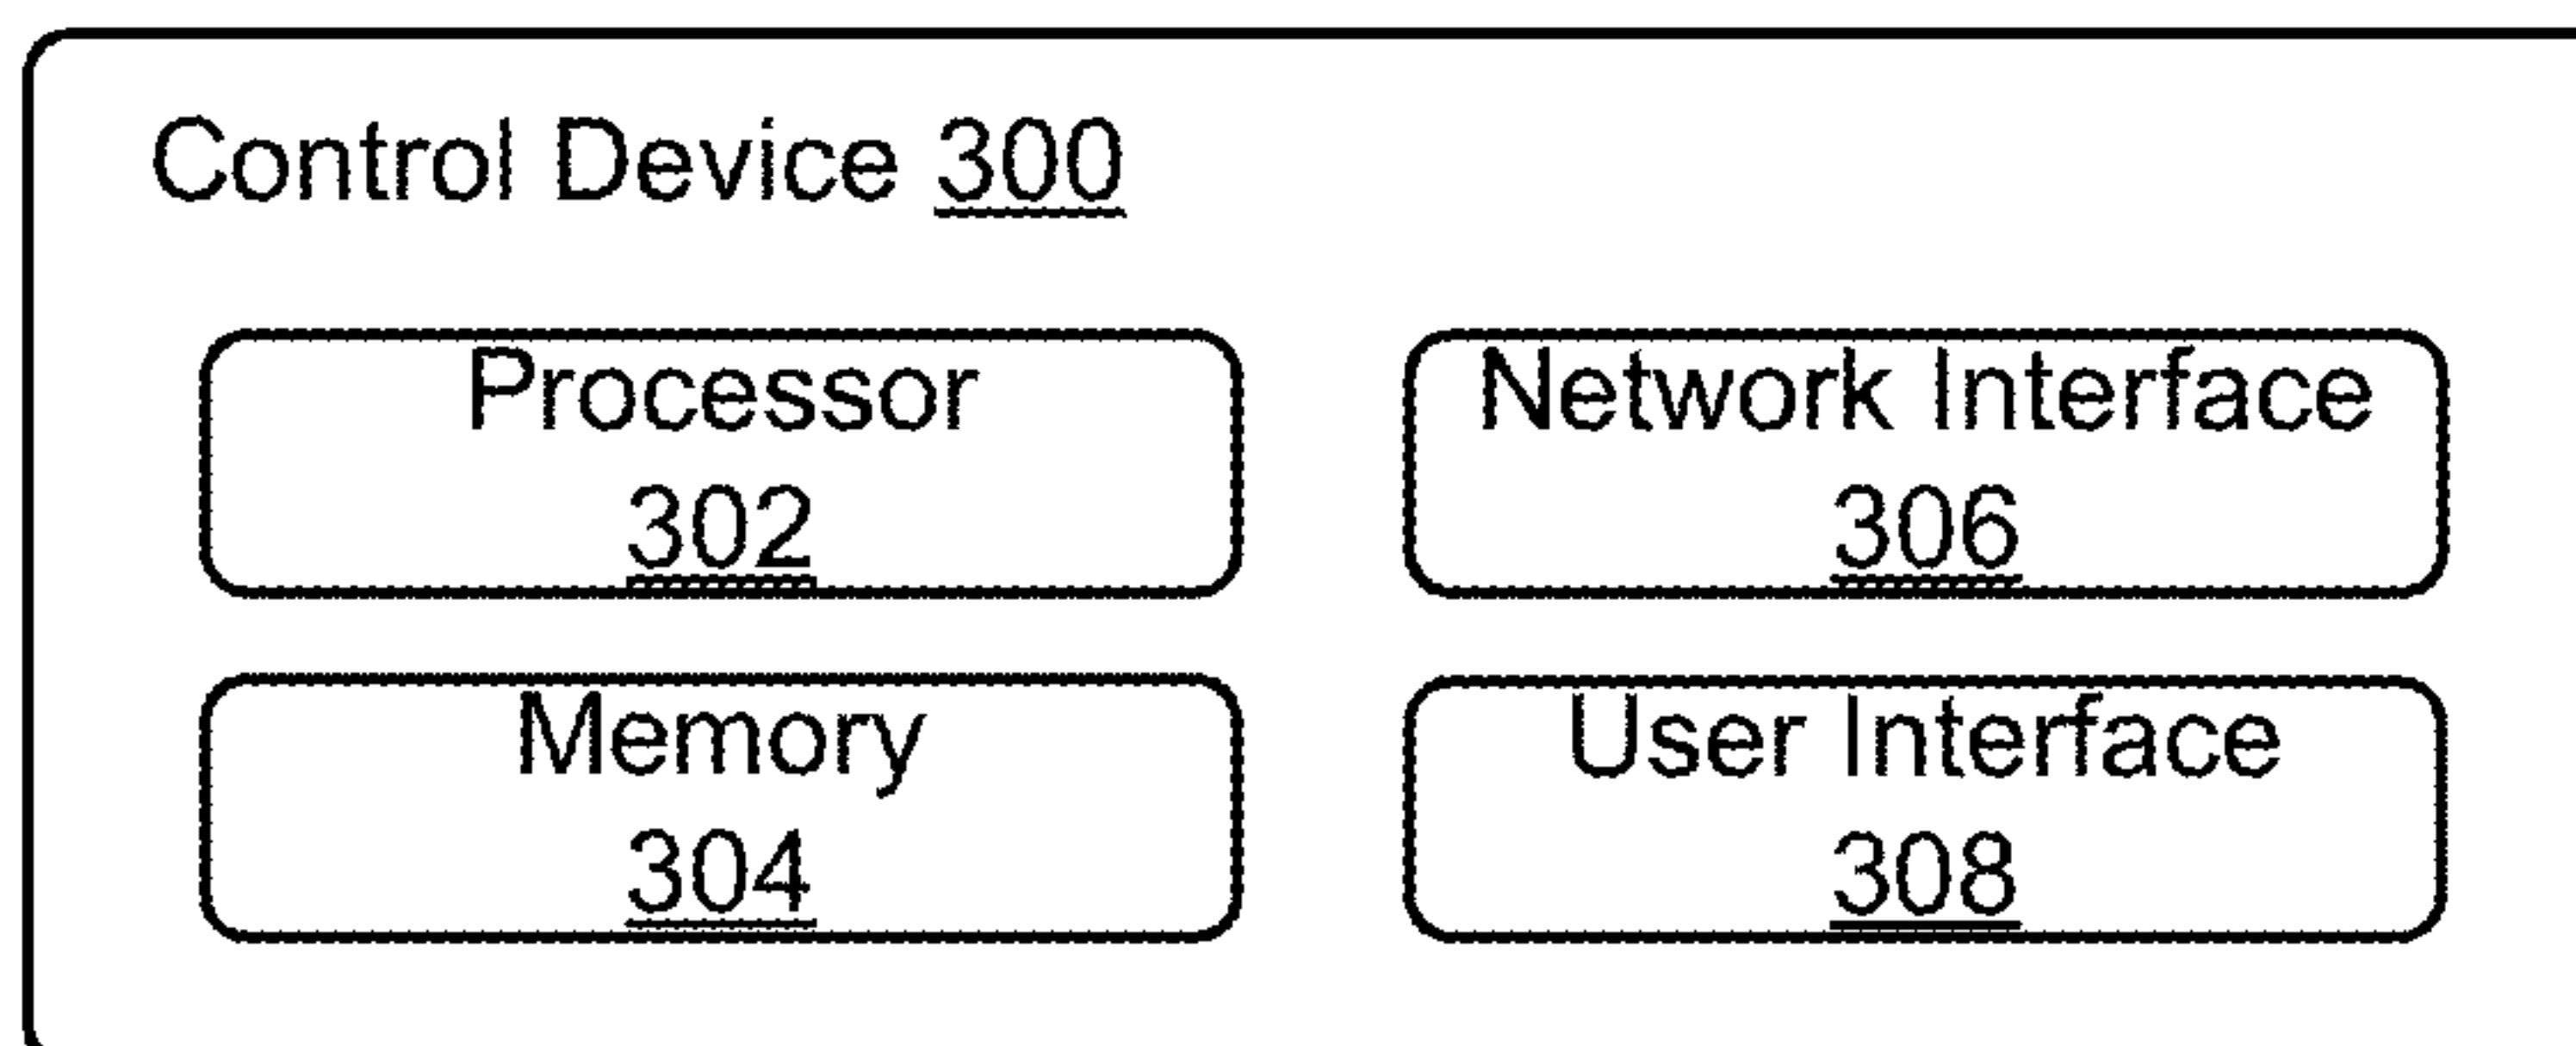 Control Device 300
Processor
302
Network Interface
306
Memory
304
User Interface
308